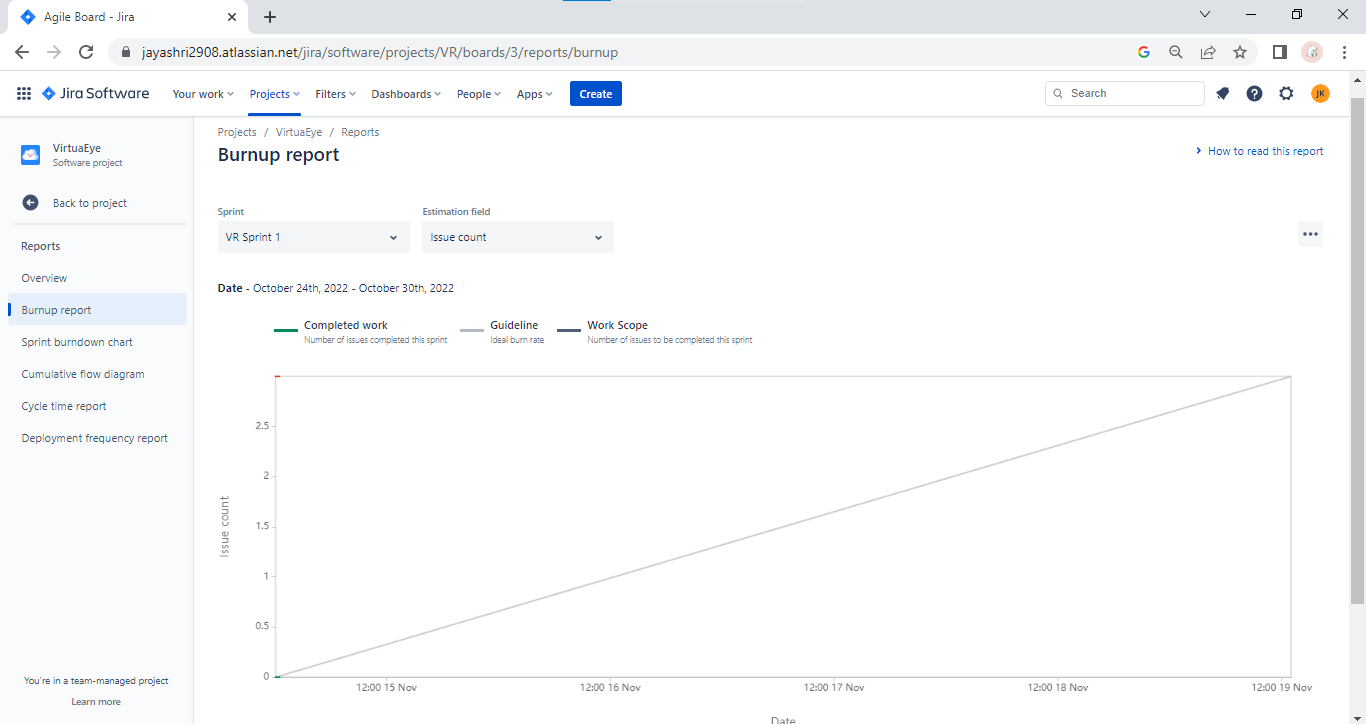 Agile Board - Jira
jayashri2908.atlassian.net/jira/software/projects/VR/boards/3/reports/burnup
Jira Software Your work Projects Filters Dashboards People Apps Create Search JK
VirtuaEye
Software project
Back to project
Reports
Overview
Burnup report
Sprint burndown chart
Cumulative flow diagram
Cycle time report
Deployment frequency report
You're in a team-managed project
Learn more
Projects / VirtuaEye / Reports
Burnup report
How to read this report
Sprint Estimation field
VR Sprint 1 Issue count
Date - October 24th, 2022 - October 30th, 2022
Completed work Guideline Work Scope
Number of issues completed this sprint Ideal burn rate Number of issues to be completed this sprint
2.5
2
1.5
1
0.5
0
Issue count
12:00 15 Nov 12:00 16 Nov 12:00 17 Nov 12:00 18 Nov 12:00 19 Nov
Date